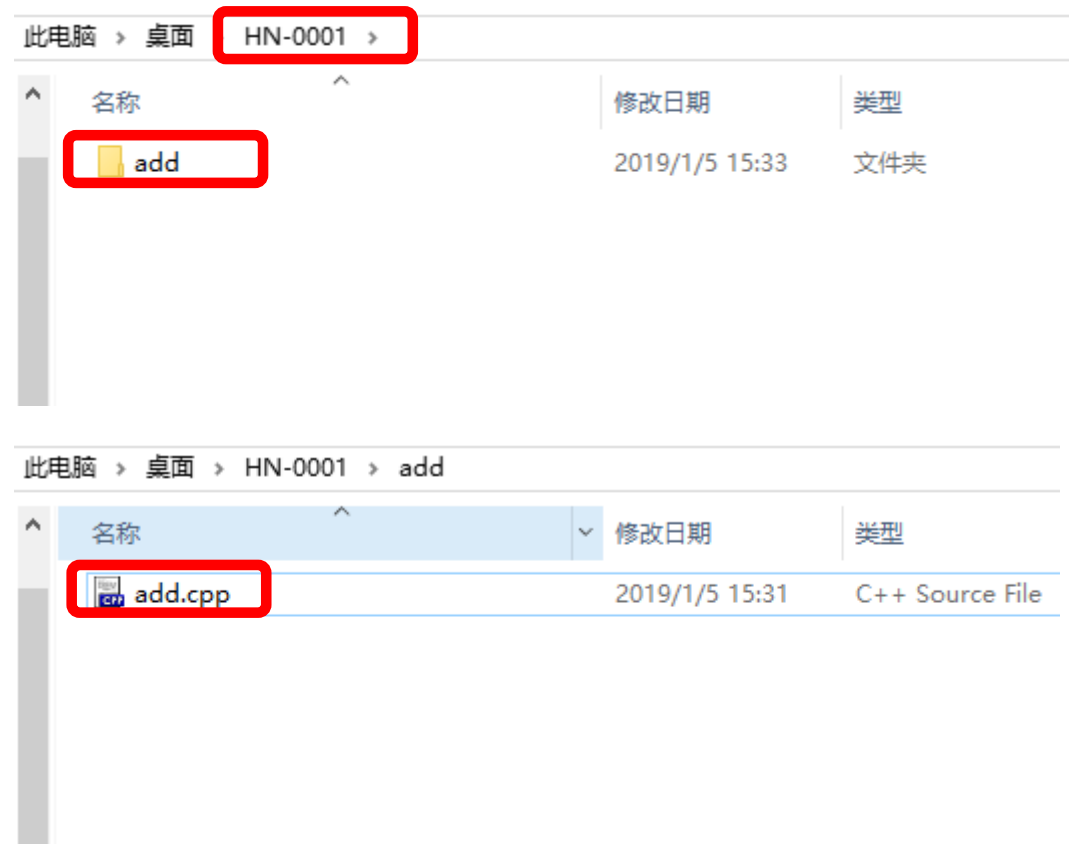 此电脑 › 桌面 HN-0001 ›
名称 修改日期 类型
add 2019/1/5 15:33 文件夹
此电脑 › 桌面 › HN-0001 › add
名称 修改日期 类型
add.cpp 2019/1/5 15:31 C++ Source File